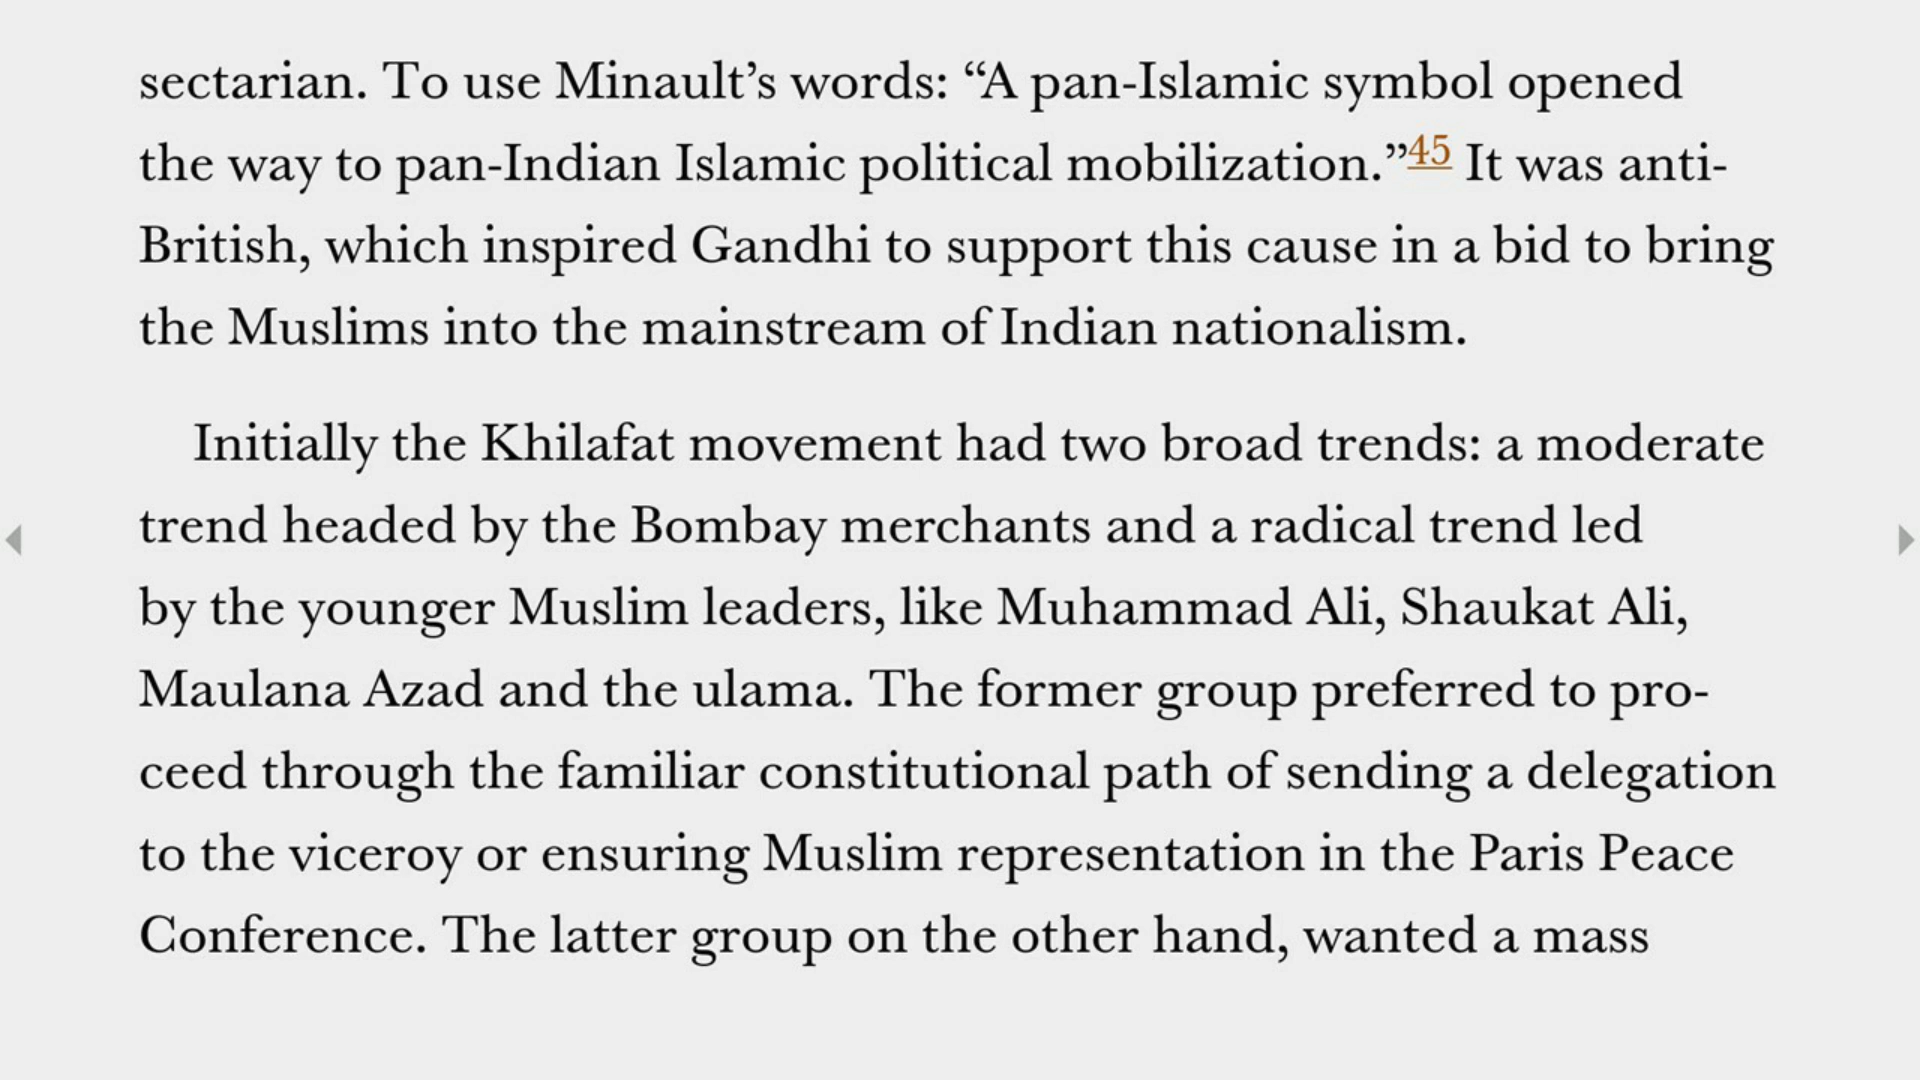 sectarian. To use Minault’s words: “A pan-Islamic symbol opened
the way to pan-Indian Islamic political mobilization.”45 It was anti-
British, which inspired Gandhi to support this cause in a bid to bring
the Muslims into the mainstream of Indian nationalism.
Initially the Khilafat movement had two broad trends: a moderate
trend headed by the Bombay merchants and a radical trend led
by the younger Muslim leaders, like Muhammad Ali, Shaukat Ali,
Maulana Azad and the ulama. The former group preferred to pro-
ceed through the familiar constitutional path of sending a delegation
to the viceroy or ensuring Muslim representation in the Paris Peace
Conference. The latter group on the other hand, wanted a mass